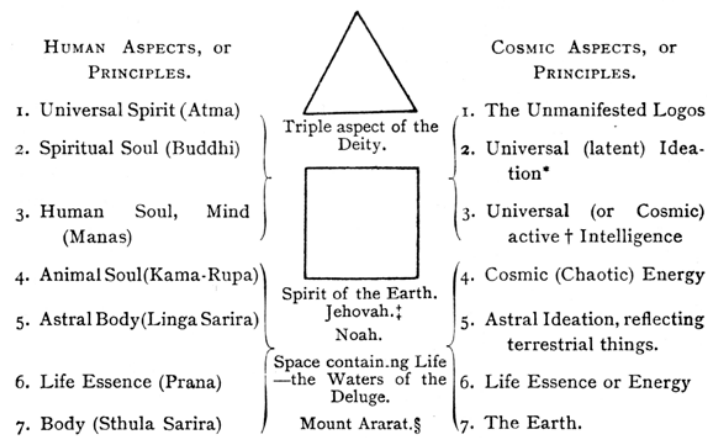 HUMAN ASPECTS, OR
PRINCIPLES.
1. Universal Spirit (Atma)
2. Spiritual Soul (Buddhi)
3. Human Soul, Mind
(Manas)
4. Animal Soul(Kama-Rupa)
5. Astral Body(Linga Sarira)
6. Life Essence (Prana)
7. Body (Sthula Sarira)
Triple aspect of the
Deity.
Spirit of the Earth.
Jehovah.‡
Noah.
Space contain.ng Life
—the Waters of the
Deluge.
Mount Ararat.§
COSMIC ASPECTS, OR
PRINCIPLES.
1. The Unmanifested Logos
2. Universal (latent) Idea-
tion*
3. Universal (or Cosmic)
active † Intelligence
4. Cosmic (Chaotic) Energy
5. Astral Ideation, reflecting
terrestrial things.
6. Life Essence or Energy
7. The Earth.